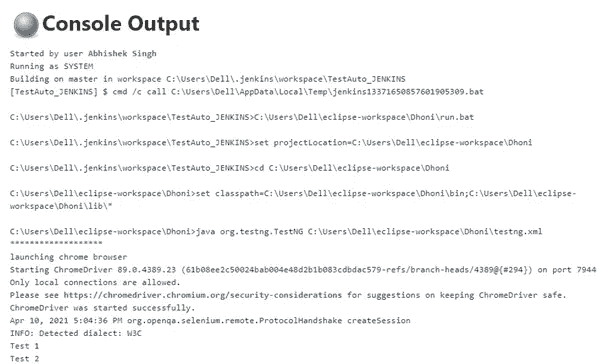 Console Output
Started by user Abhishek Singh
Running as SYSTEM
Building on master in workspace C:\Users\Dell\.jenkins\workspace\TestAuto_JENKINS
[TestAuto_JENKINS] $ cmd /c call C:\Users\Dell\AppData\Local\Temp\jenkins13371650857601905309.bat
C:\Users\Dell\.jenkins\workspace\TestAuto_JENKINS>C:\Users\Dell\eclipse-workspace\Dhoni\run.bat
C:\Users\Dell\.jenkins\workspace\TestAuto_JENKINS>set projectLocation=C:\Users\Dell\eclipse-workspace\Dhoni
C:\Users\Dell\.jenkins\workspace\TestAuto_JENKINS>cd C:\Users\Dell\eclipse-workspace\Dhoni
C:\Users\Dell\eclipse-workspace\Dhoni>set classpath=C:\Users\Dell\eclipse-workspace\Dhoni\bin;C:\Users\Dell\eclipse-
workspace\Dhoni\lib\*
C:\Users\Dell\eclipse-workspace\Dhoni>java org.testng.TestNG C:\Users\Dell\eclipse-workspace\Dhoni\testng.xml
*******************
launching chrome browser
Starting ChromeDriver 89.0.4389.23 (61b08ee2c50024bab004e48d2b1b083cdbdac579-refs/branch-heads/4389@{#294}) on port 7944
Only local connections are allowed.
Please see https://chromedriver.chromium.org/security-considerations for suggestions on keeping ChromeDriver safe.
ChromeDriver was started successfully.
Apr 10, 2021 5:04:36 PM org.openqa.selenium.remote.ProtocolHandshake createSession
INFO: Detected dialect: W3C
Test 1
Test 2